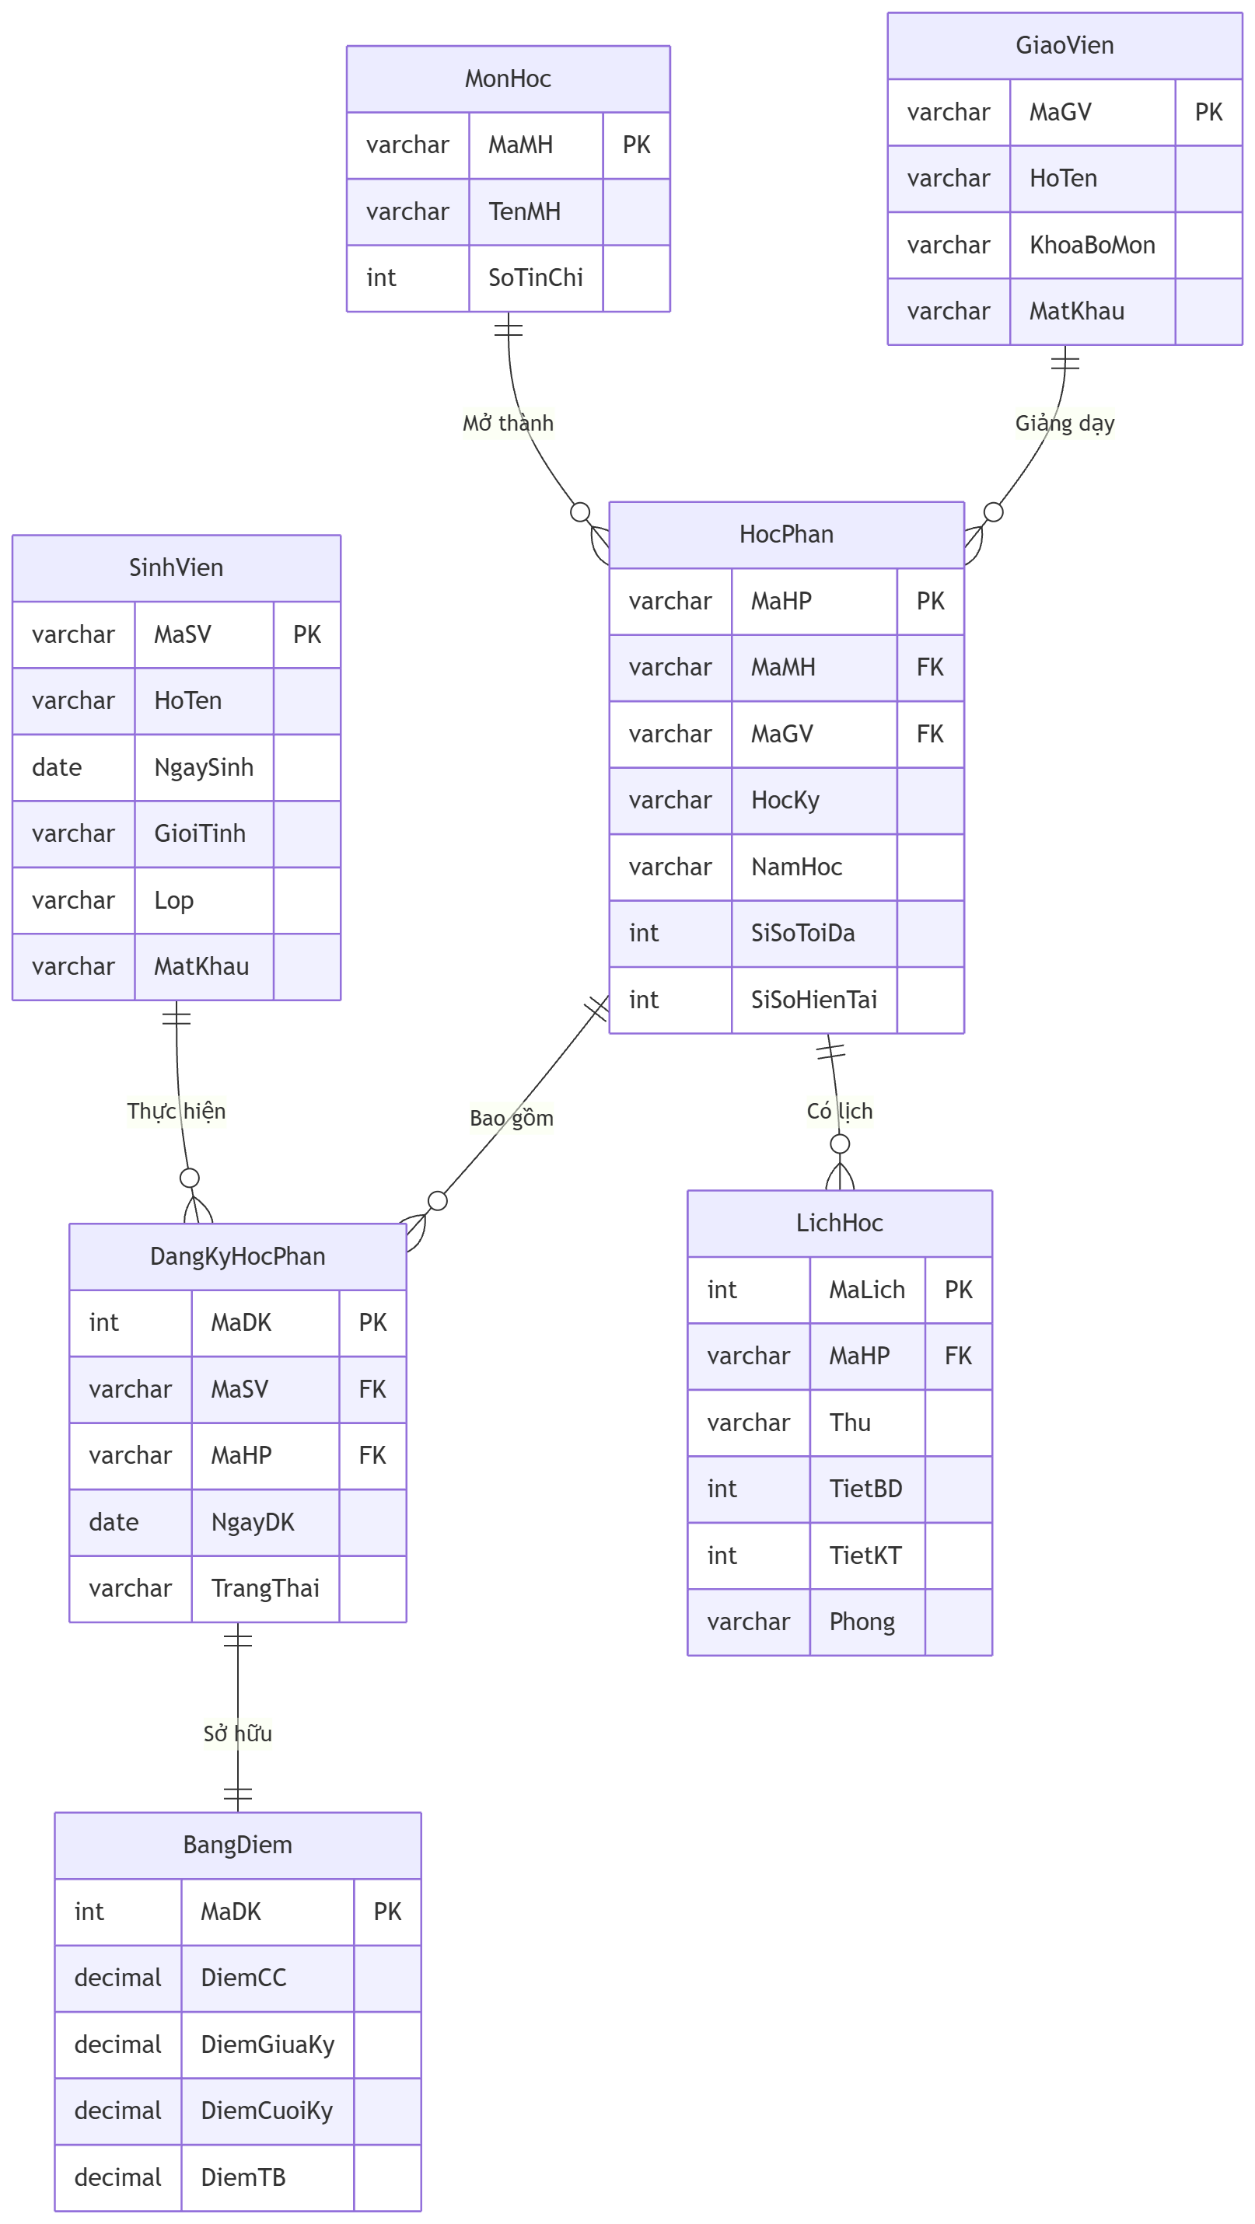 MonHoc
varchar MaMH PK
varchar TenMH
int SoTinChi
GiaoVien
varchar MaGV PK
varchar HoTen
varchar KhoaBoMon
varchar MatKhau
Mở thành
Giảng dạy
HocPhan
varchar MaHP PK
varchar MaMH FK
varchar MaGV FK
varchar HocKy
varchar NamHoc
int SiSoToiDa
int SiSoHienTai
SinhVien
varchar MaSV PK
varchar HoTen
date NgaySinh
varchar GioiTinh
varchar Lop
varchar MatKhau
Thực hiện
Bao gồm
Có lịch
DangKyHocPhan
int MaDK PK
varchar MaSV FK
varchar MaHP FK
date NgayDK
varchar TrangThai
LichHoc
int MaLich PK
varchar MaHP FK
varchar Thu
int TietBD
int TietKT
varchar Phong
Sở hữu
BangDiem
int MaDK PK
decimal DiemCC
decimal DiemGiuaKy
decimal DiemCuoiKy
decimal DiemTB